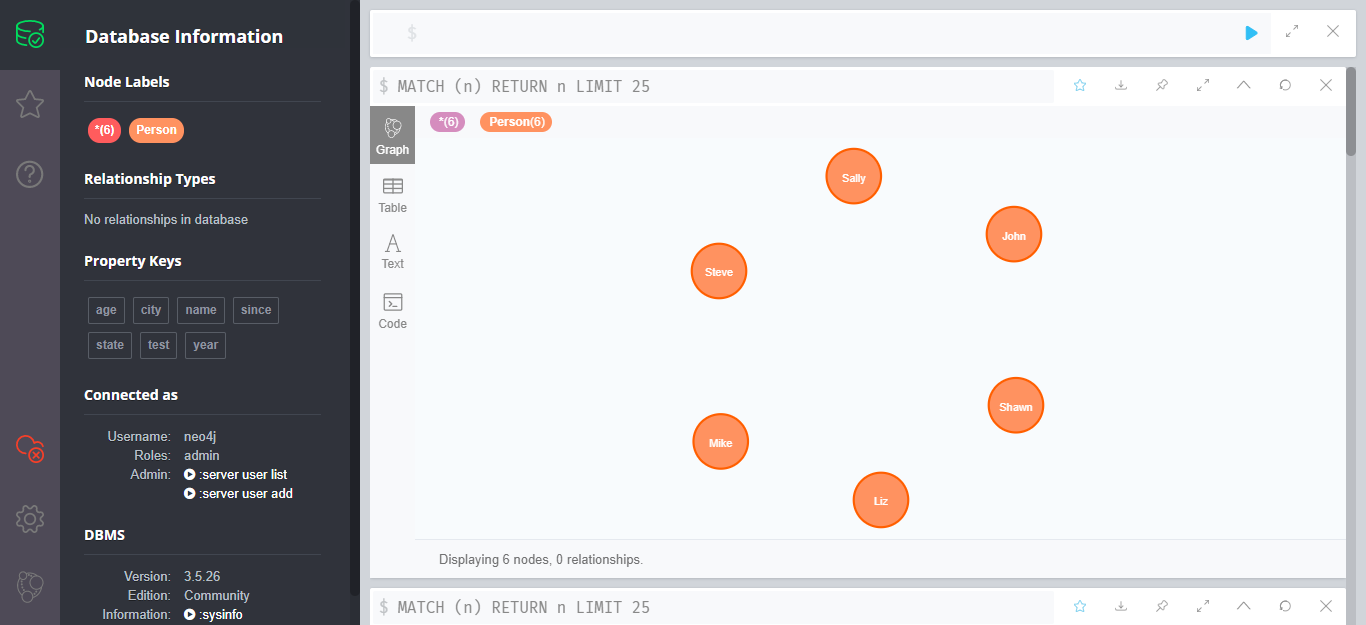 Database Information
Node Labels
*(6) Person
Relationship Types
No relationships in database
Property Keys
age city name since
state test year
Connected as
Username: neo4j
Roles: admin
Admin: :server user list
:server user add
DBMS
Version: 3.5.26
Edition: Community
Information: :sysinfo
$
$ MATCH (n) RETURN n LIMIT 25
Graph
Table
Text
Code
*(6) Person(6)
Sally
John
Steve
Shawn
Mike
Liz
Displaying 6 nodes, 0 relationships.
$ MATCH (n) RETURN n LIMIT 25